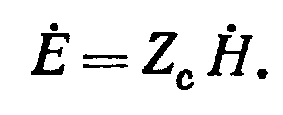 Ė = Z_c Ḣ.